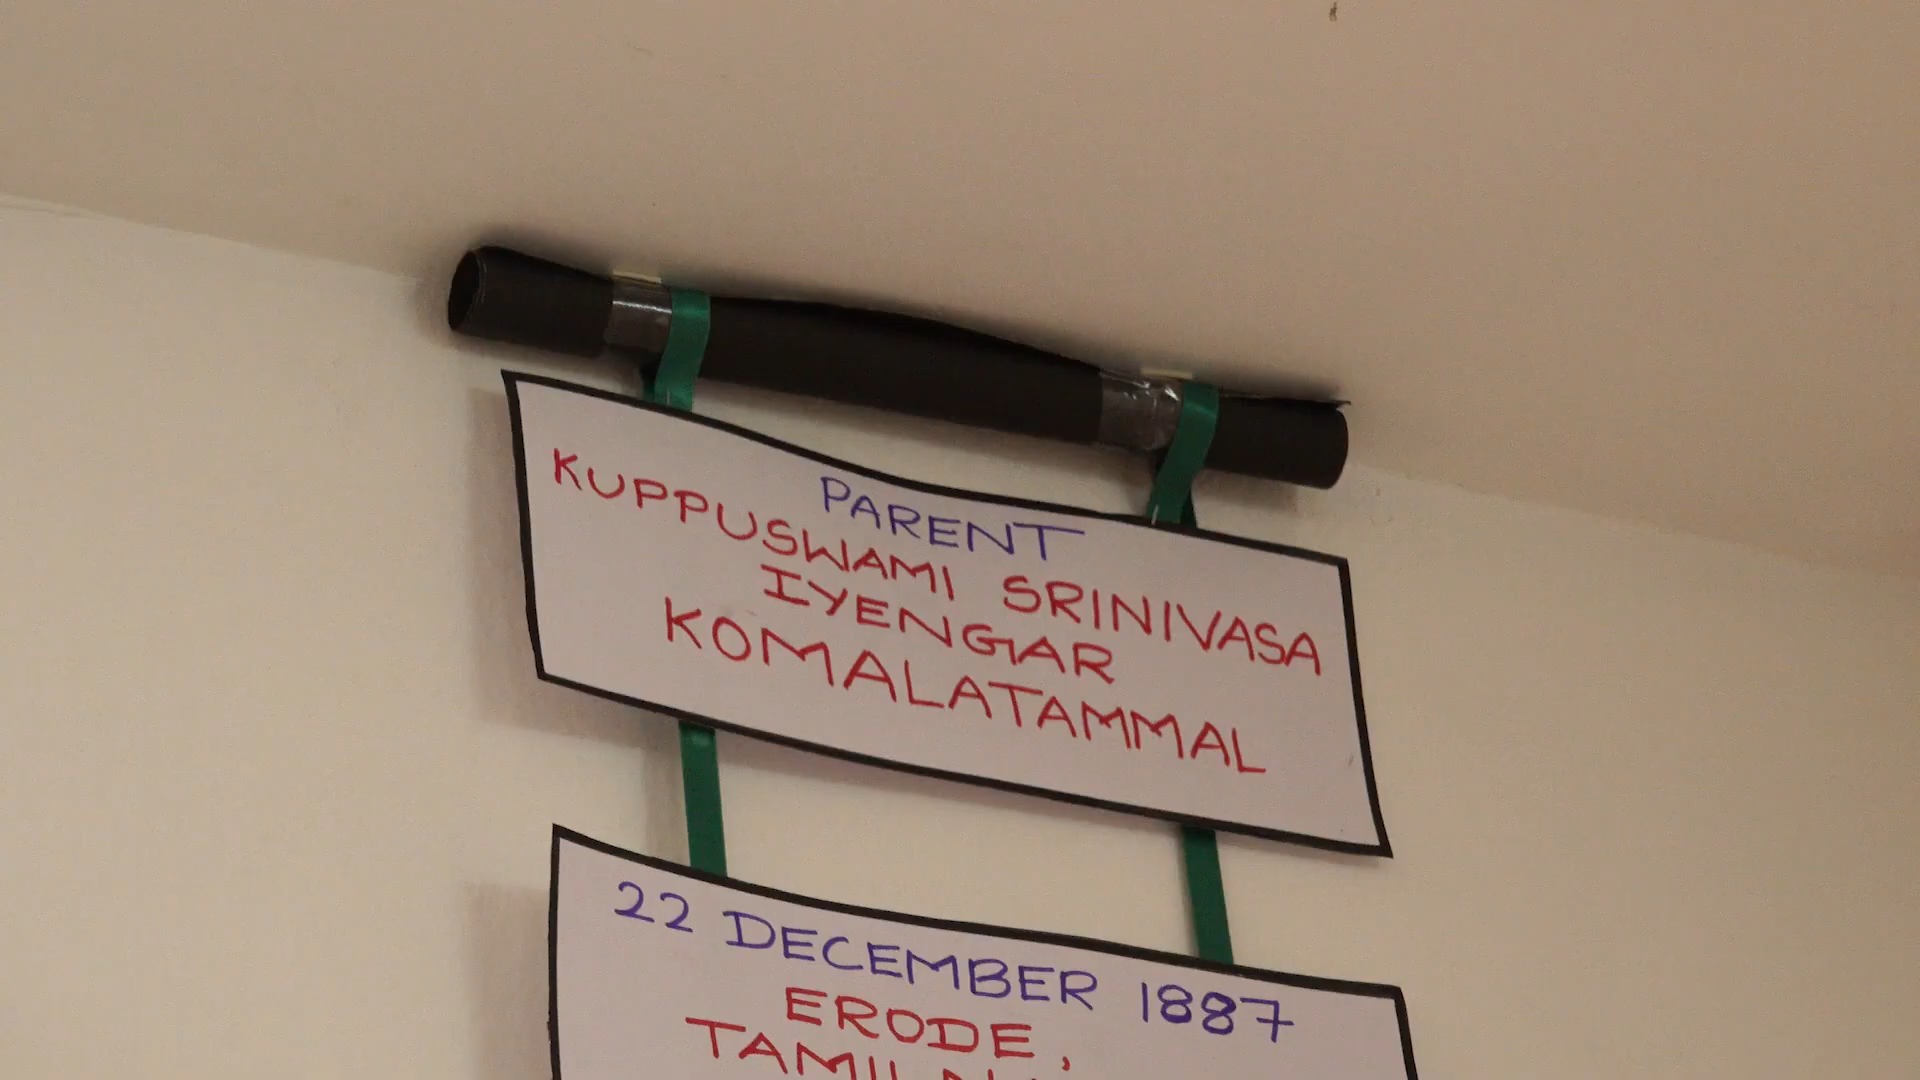 PARENT
KUPPUSWAMI SRINIVASA
IYENGAR
KOMALATAMMAL
22 DECEMBER 1887
ERODE,